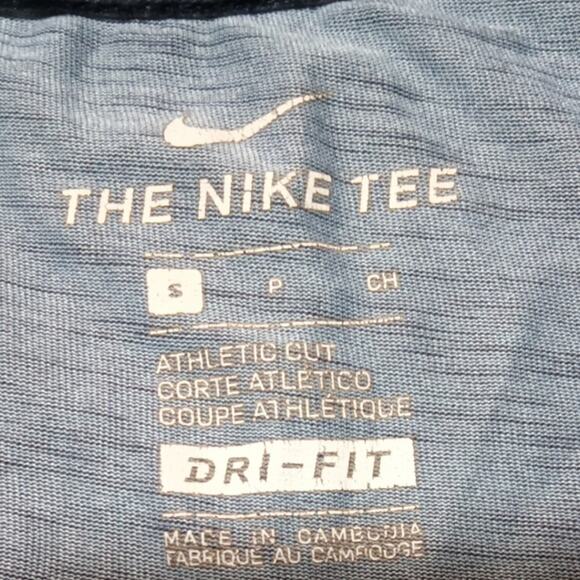 THE NIKE TEE
S P CH
ATHLETIC CUT
CORTE ATLÉTICO
COUPE ATHLÉTIQUE
DRI-FIT
MADE IN CAMBODIA
FABRIQUÉ AU CAMBODGE